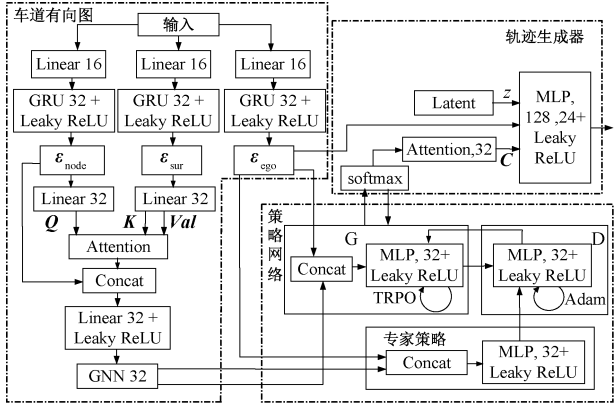 车道有向图
输入
轨迹生成器
Linear 16
Linear 16
Linear 16
GRU 32 +
Leaky ReLU
GRU 32 +
Leaky ReLU
GRU 32 +
Leaky ReLU
Latent
z
MLP,
128 ,24+
Leaky
ReLU
Attention,32
C
ε node
ε sur
ε ego
softmax
Linear 32
Linear 32
Q
K
Val
Attention
Concat
Linear 32 +
Leaky ReLU
GNN 32
策略网络
G
Concat
MLP, 32+
Leaky ReLU
TRPO
D
MLP, 32+
Leaky ReLU
Adam
专家策略
Concat
MLP, 32+
Leaky ReLU